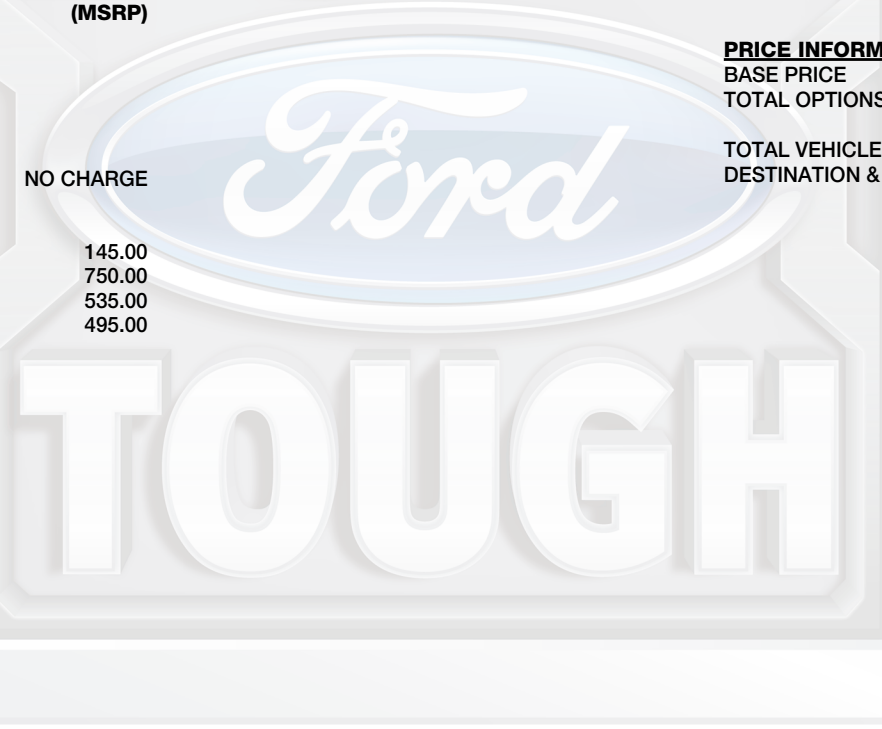 (MSRP)
NO CHARGE
145.00
750.00
535.00
495.00
PRICE INFORM
BASE PRICE
TOTAL OPTIONS
TOTAL VEHICLE
DESTINATION &
Ford
TOUGH